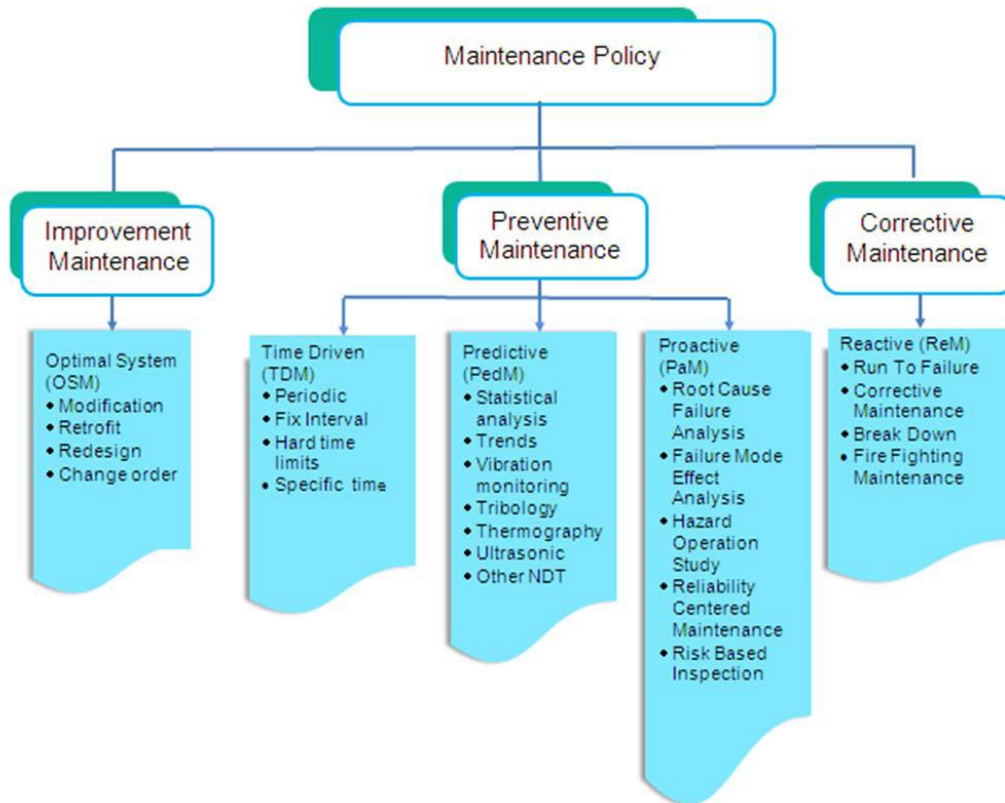 Maintenance Policy
Improvement
Maintenance
Preventive
Maintenance
Corrective
Maintenance
Optimal System
(OSM)
• Modification
• Retrofit
• Redesign
• Change order
Time Driven
(TDM)
• Periodic
• Fix Interval
• Hard time
limits
• Specific time
Predictive
(PedM)
• Statistical
analysis
• Trends
• Vibration
monitoring
• Tribology
• Thermography
• Ultrasonic
• Other NDT
Proactive
(PaM)
• Root Cause
Failure
Analysis
• Failure Mode
Effect
Analysis
• Hazard
Operation
Study
• Reliability
Centered
Maintenance
• Risk Based
Inspection
Reactive (ReM)
• Run To Failure
• Corrective
Maintenance
• Break Down
• Fire Fighting
Maintenance